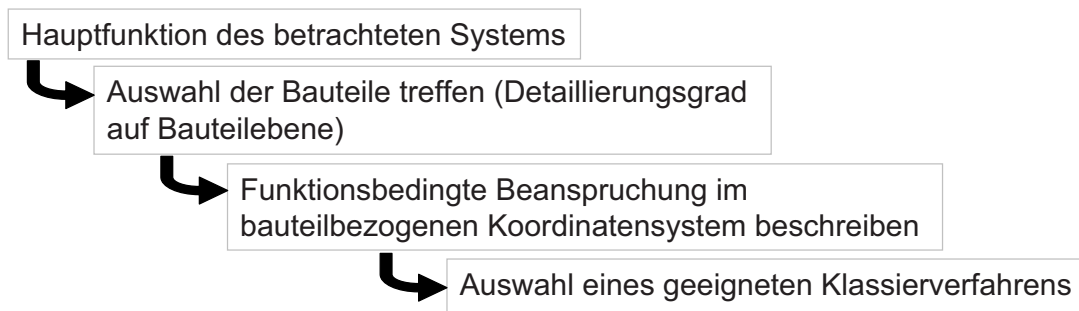 Hauptfunktion des betrachteten Systems
Auswahl der Bauteile treffen (Detaillierungsgrad
auf Bauteilebene)
Funktionsbedingte Beanspruchung im
bauteilbezogenen Koordinatensystem beschreiben
Auswahl eines geeigneten Klassierverfahrens